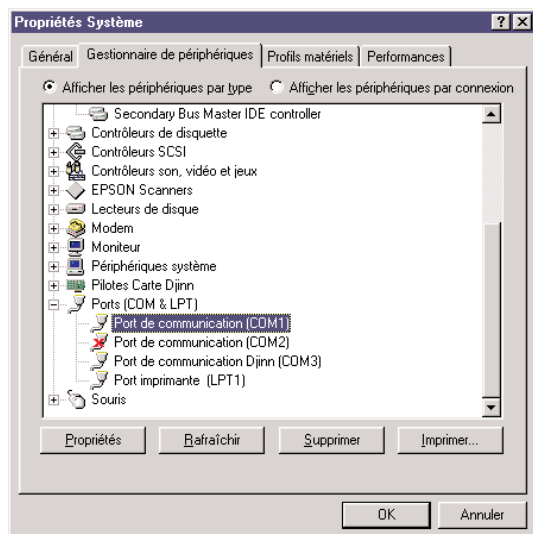 Propriétés Système
Général Gestionnaire de périphériques Profils matériels Performances
Afficher les périphériques par type Afficher les périphériques par connexion
Secondary Bus Master IDE controller
Contrôleurs de disquette
Contrôleurs SCSI
Contrôleurs son, vidéo et jeux
EPSON Scanners
Lecteurs de disque
Modem
Moniteur
Périphériques système
Pilotes Carte Djinn
Ports (COM & LPT)
Port de communication (COM1)
Port de communication (COM2)
Port de communication Djinn (COM3)
Port imprimante (LPT1)
Souris
Propriétés Rafraîchir Supprimer Imprimer...
OK Annuler